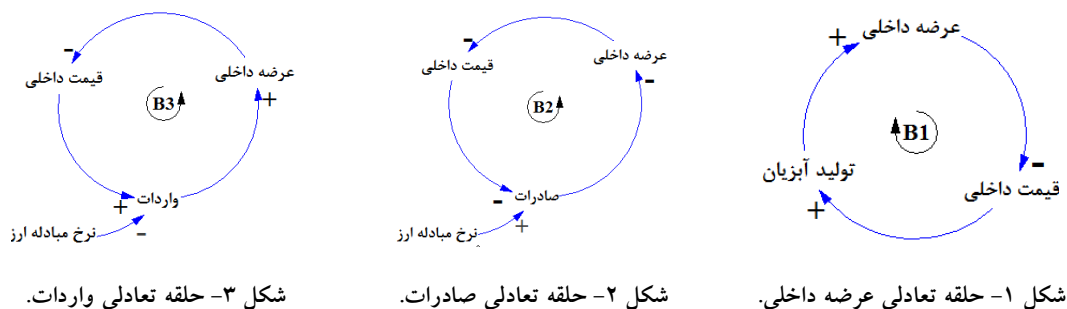 عرضه داخلی
+
B1
-
تولید آبزیان
قیمت داخلی
+
شکل ۱- حلقه تعادلی عرضه داخلی.
-
عرضه داخلی
قیمت داخلی
-
B2
-
صادرات
+
نرخ مبادله ارز
شکل ۲- حلقه تعادلی صادرات.
-
عرضه داخلی
قیمت داخلی
+
B3
+
واردات
-
نرخ مبادله ارز
شکل ۳- حلقه تعادلی واردات.